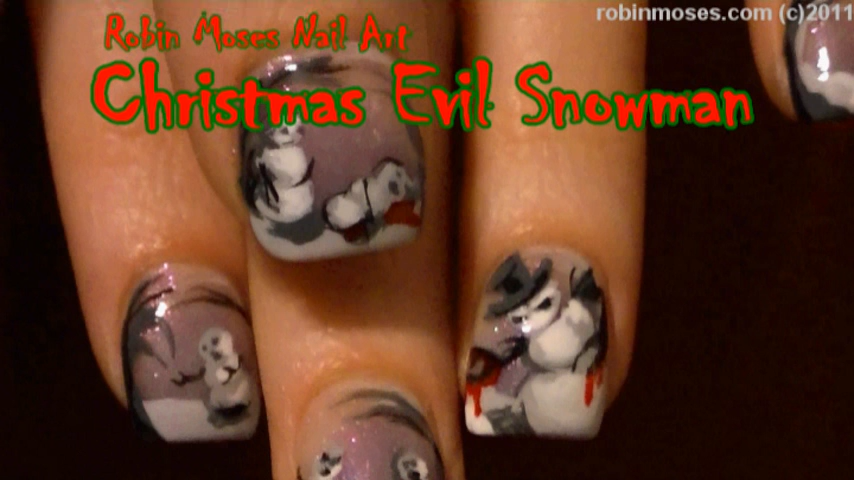 robinmoses.com (c)2011
Robin Moses Nail Art
Christmas Evil Snowman